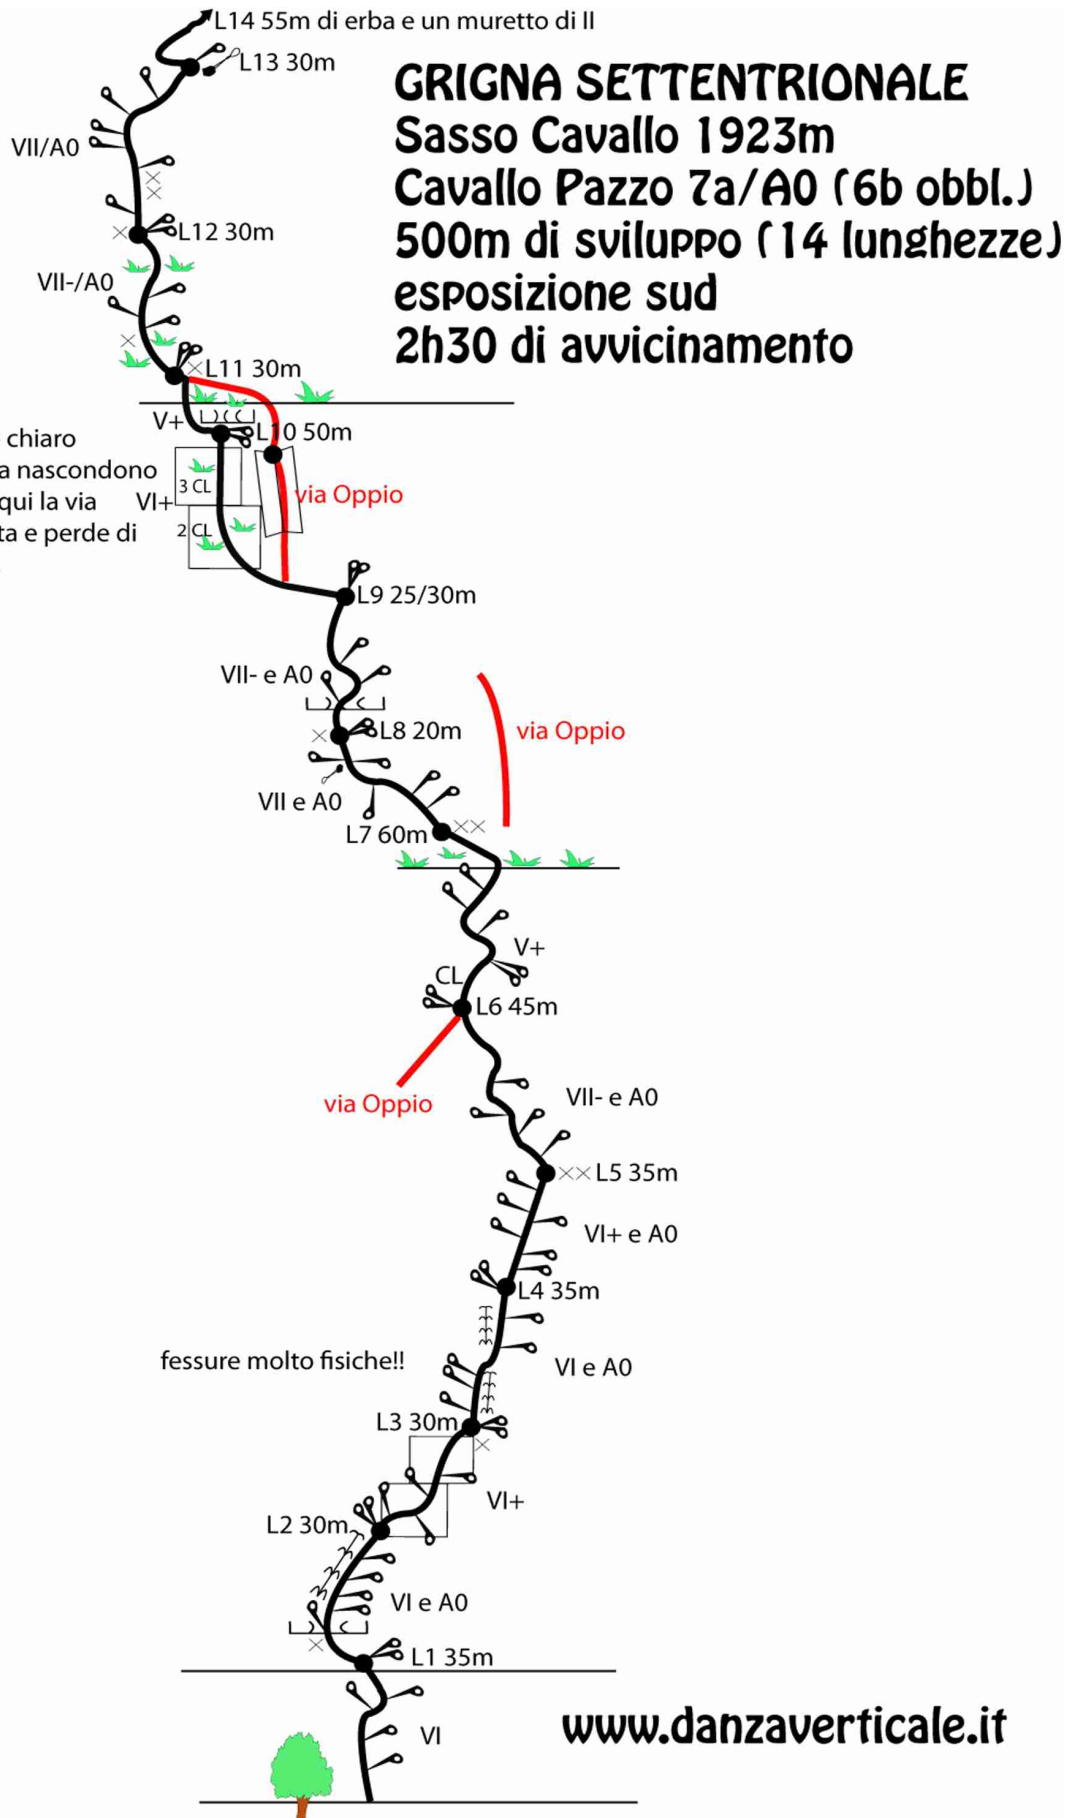 L14 55m di erba e un muretto di II
L13 30m
GRIGNA SETTENTRIONALE
Sasso Cavallo 1923m
Cavallo Pazzo 7a/A0 (6b obbl.)
500m di sviluppo (14 lunghezze)
esposizione sud
2h30 di avvicinamento
VII/A0
L12 30m
VII-/A0
L11 30m
V+
L10 50m
chiaro
a nascondono
qui la via
ta e perde di
3 CL
VI+
2 CL
via Oppio
L9 25/30m
VII- e A0
L8 20m
via Oppio
VII e A0
L7 60m
V+
CL
L6 45m
via Oppio
VII- e A0
L5 35m
VI+ e A0
L4 35m
fessure molto fisiche!!
VI e A0
L3 30m
VI+
L2 30m
VI e A0
L1 35m
www.danzaverticale.it
VI